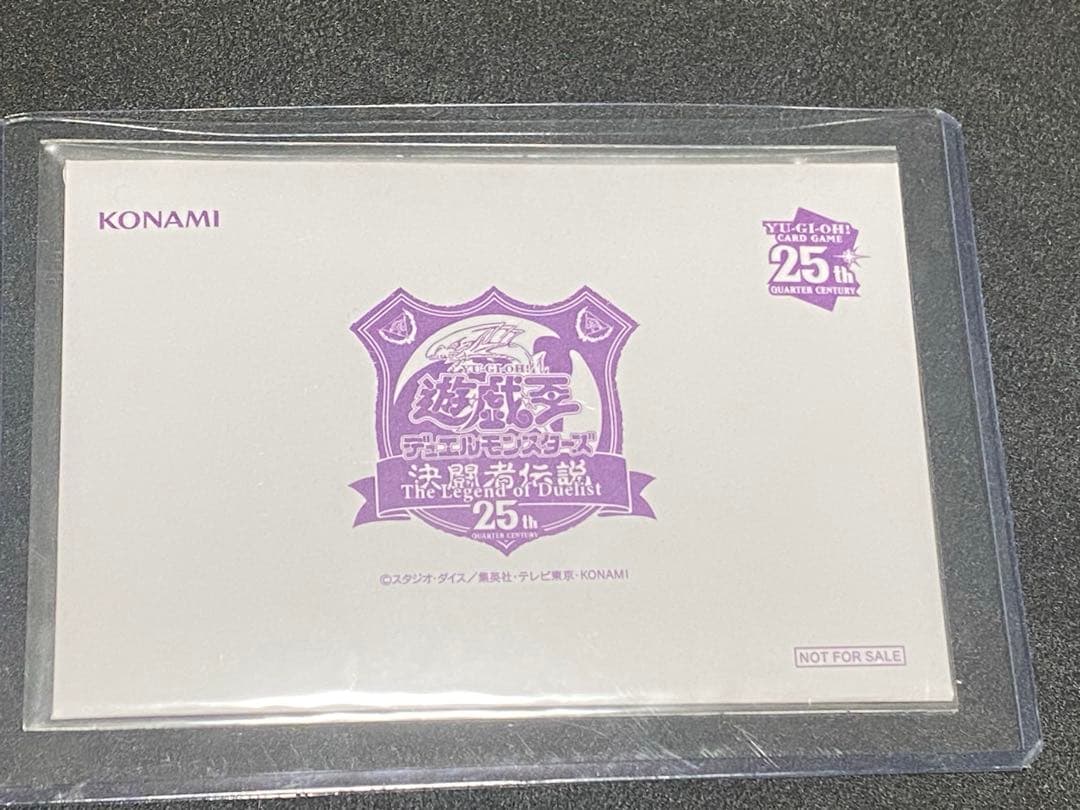 KONAMI
YU-GI-OH!
CARD GAME
25th
QUARTER CENTURY
YU-GI-OH!
遊戯王
デュエルモンスターズ
決闘者伝説
The Legend of Duelist
25th
QUARTER CENTURY
©スタジオ・ダイス／集英社・テレビ東京・KONAMI
NOT FOR SALE